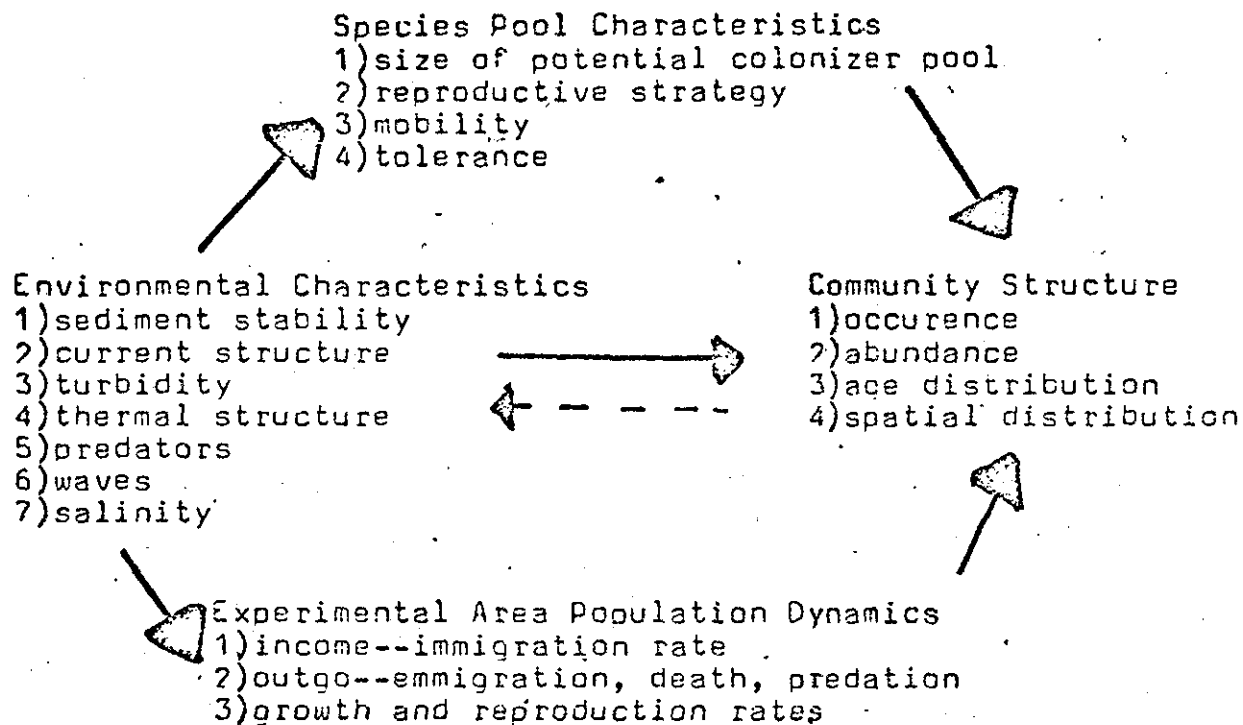 Species Pool Characteristics
1)size of potential colonizer pool
2)reproductive strategy
3)mobility
4)tolerance
Environmental Characteristics
1)sediment stability
2)current structure
3)turbidity
4)thermal structure
5)predators
6)waves
7)salinity
Community Structure
1)occurence
2)abundance
3)age distribution
4)spatial distribution
Experimental Area Population Dynamics
1)income--immigration rate
2)outgo--emmigration, death, predation
3)growth and reproduction rates